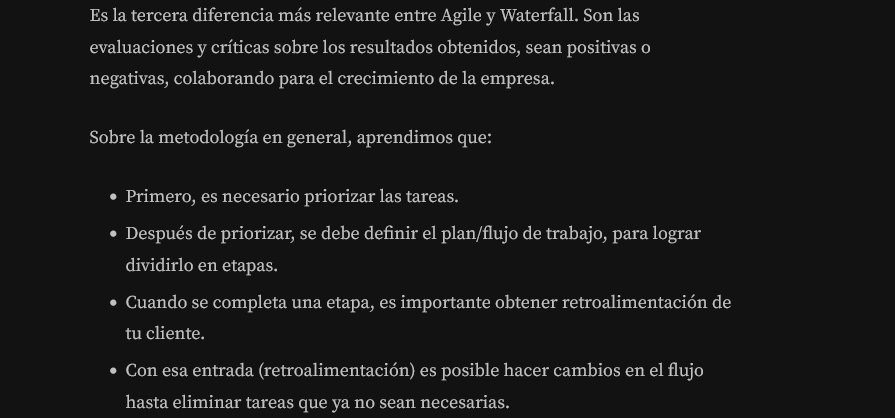 Es la tercera diferencia más relevante entre Agile y Waterfall. Son las
evaluaciones y críticas sobre los resultados obtenidos, sean positivas o
negativas, colaborando para el crecimiento de la empresa.
Sobre la metodología en general, aprendimos que:
• Primero, es necesario priorizar las tareas.
• Después de priorizar, se debe definir el plan/flujo de trabajo, para lograr
dividirlo en etapas.
• Cuando se completa una etapa, es importante obtener retroalimentación de
tu cliente.
• Con esa entrada (retroalimentación) es posible hacer cambios en el flujo
hasta eliminar tareas que ya no sean necesarias.